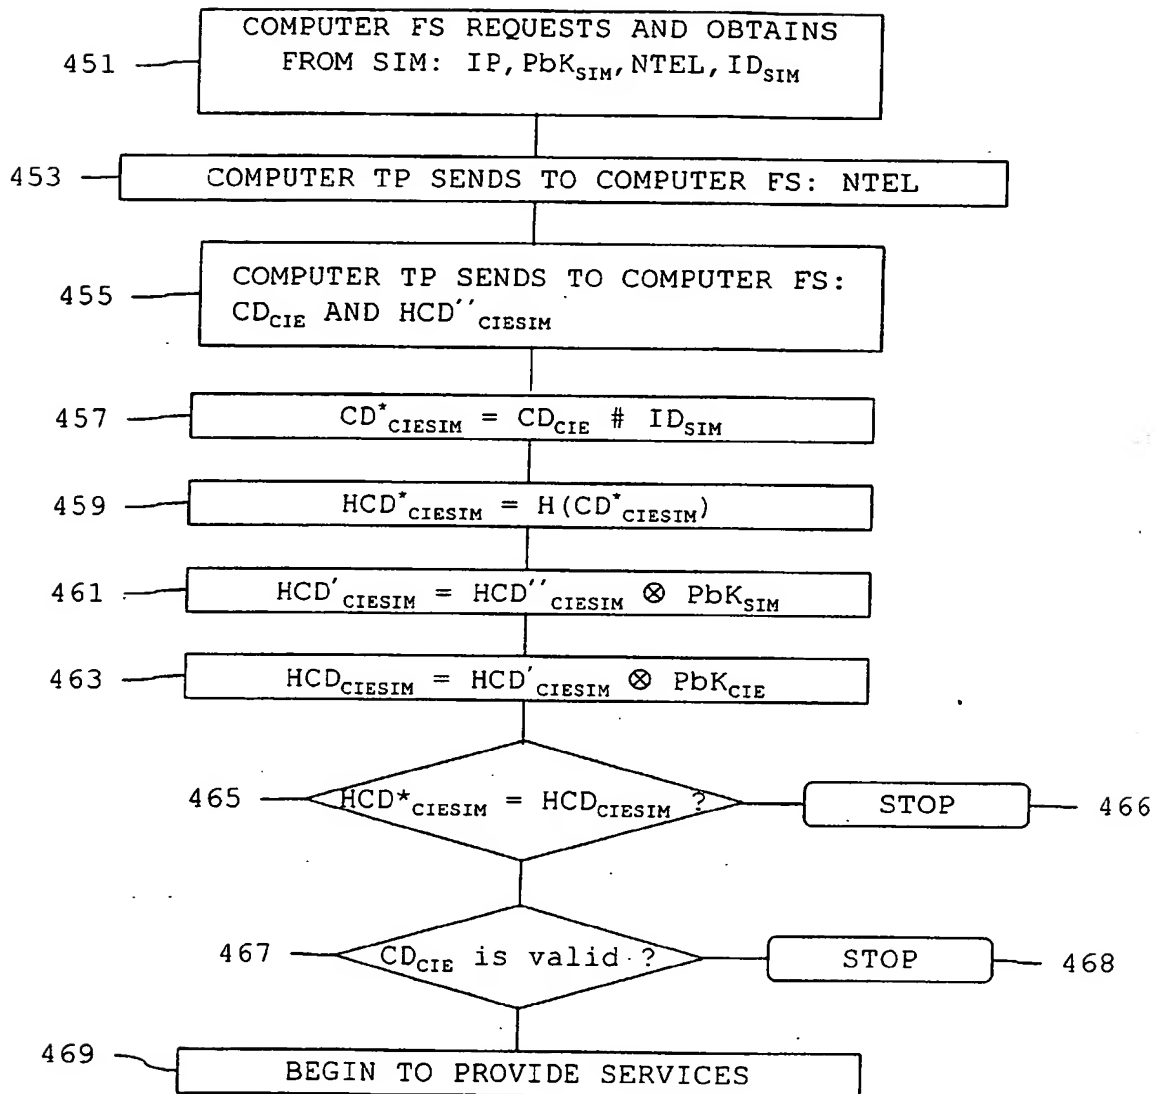 COMPUTER FS REQUESTS AND OBTAINS
451
FROM SIM: IP, PbK_SIM, NTEL, ID_SIM
453
COMPUTER TP SENDS TO COMPUTER FS: NTEL
455
COMPUTER TP SENDS TO COMPUTER FS:
CD_CIE AND HCD''_CIESIM
457
CD*_CIESIM = CD_CIE # ID_SIM
459
HCD*_CIESIM = H(CD*_CIESIM)
461
HCD'_CIESIM = HCD''_CIESIM ⊗ PbK_SIM
463
HCD_CIESIM = HCD'_CIESIM ⊗ PbK_CIE
465
HCD*_CIESIM = HCD_CIESIM ?
STOP
466
467
CD_CIE is valid ?
STOP
468
469
BEGIN TO PROVIDE SERVICES